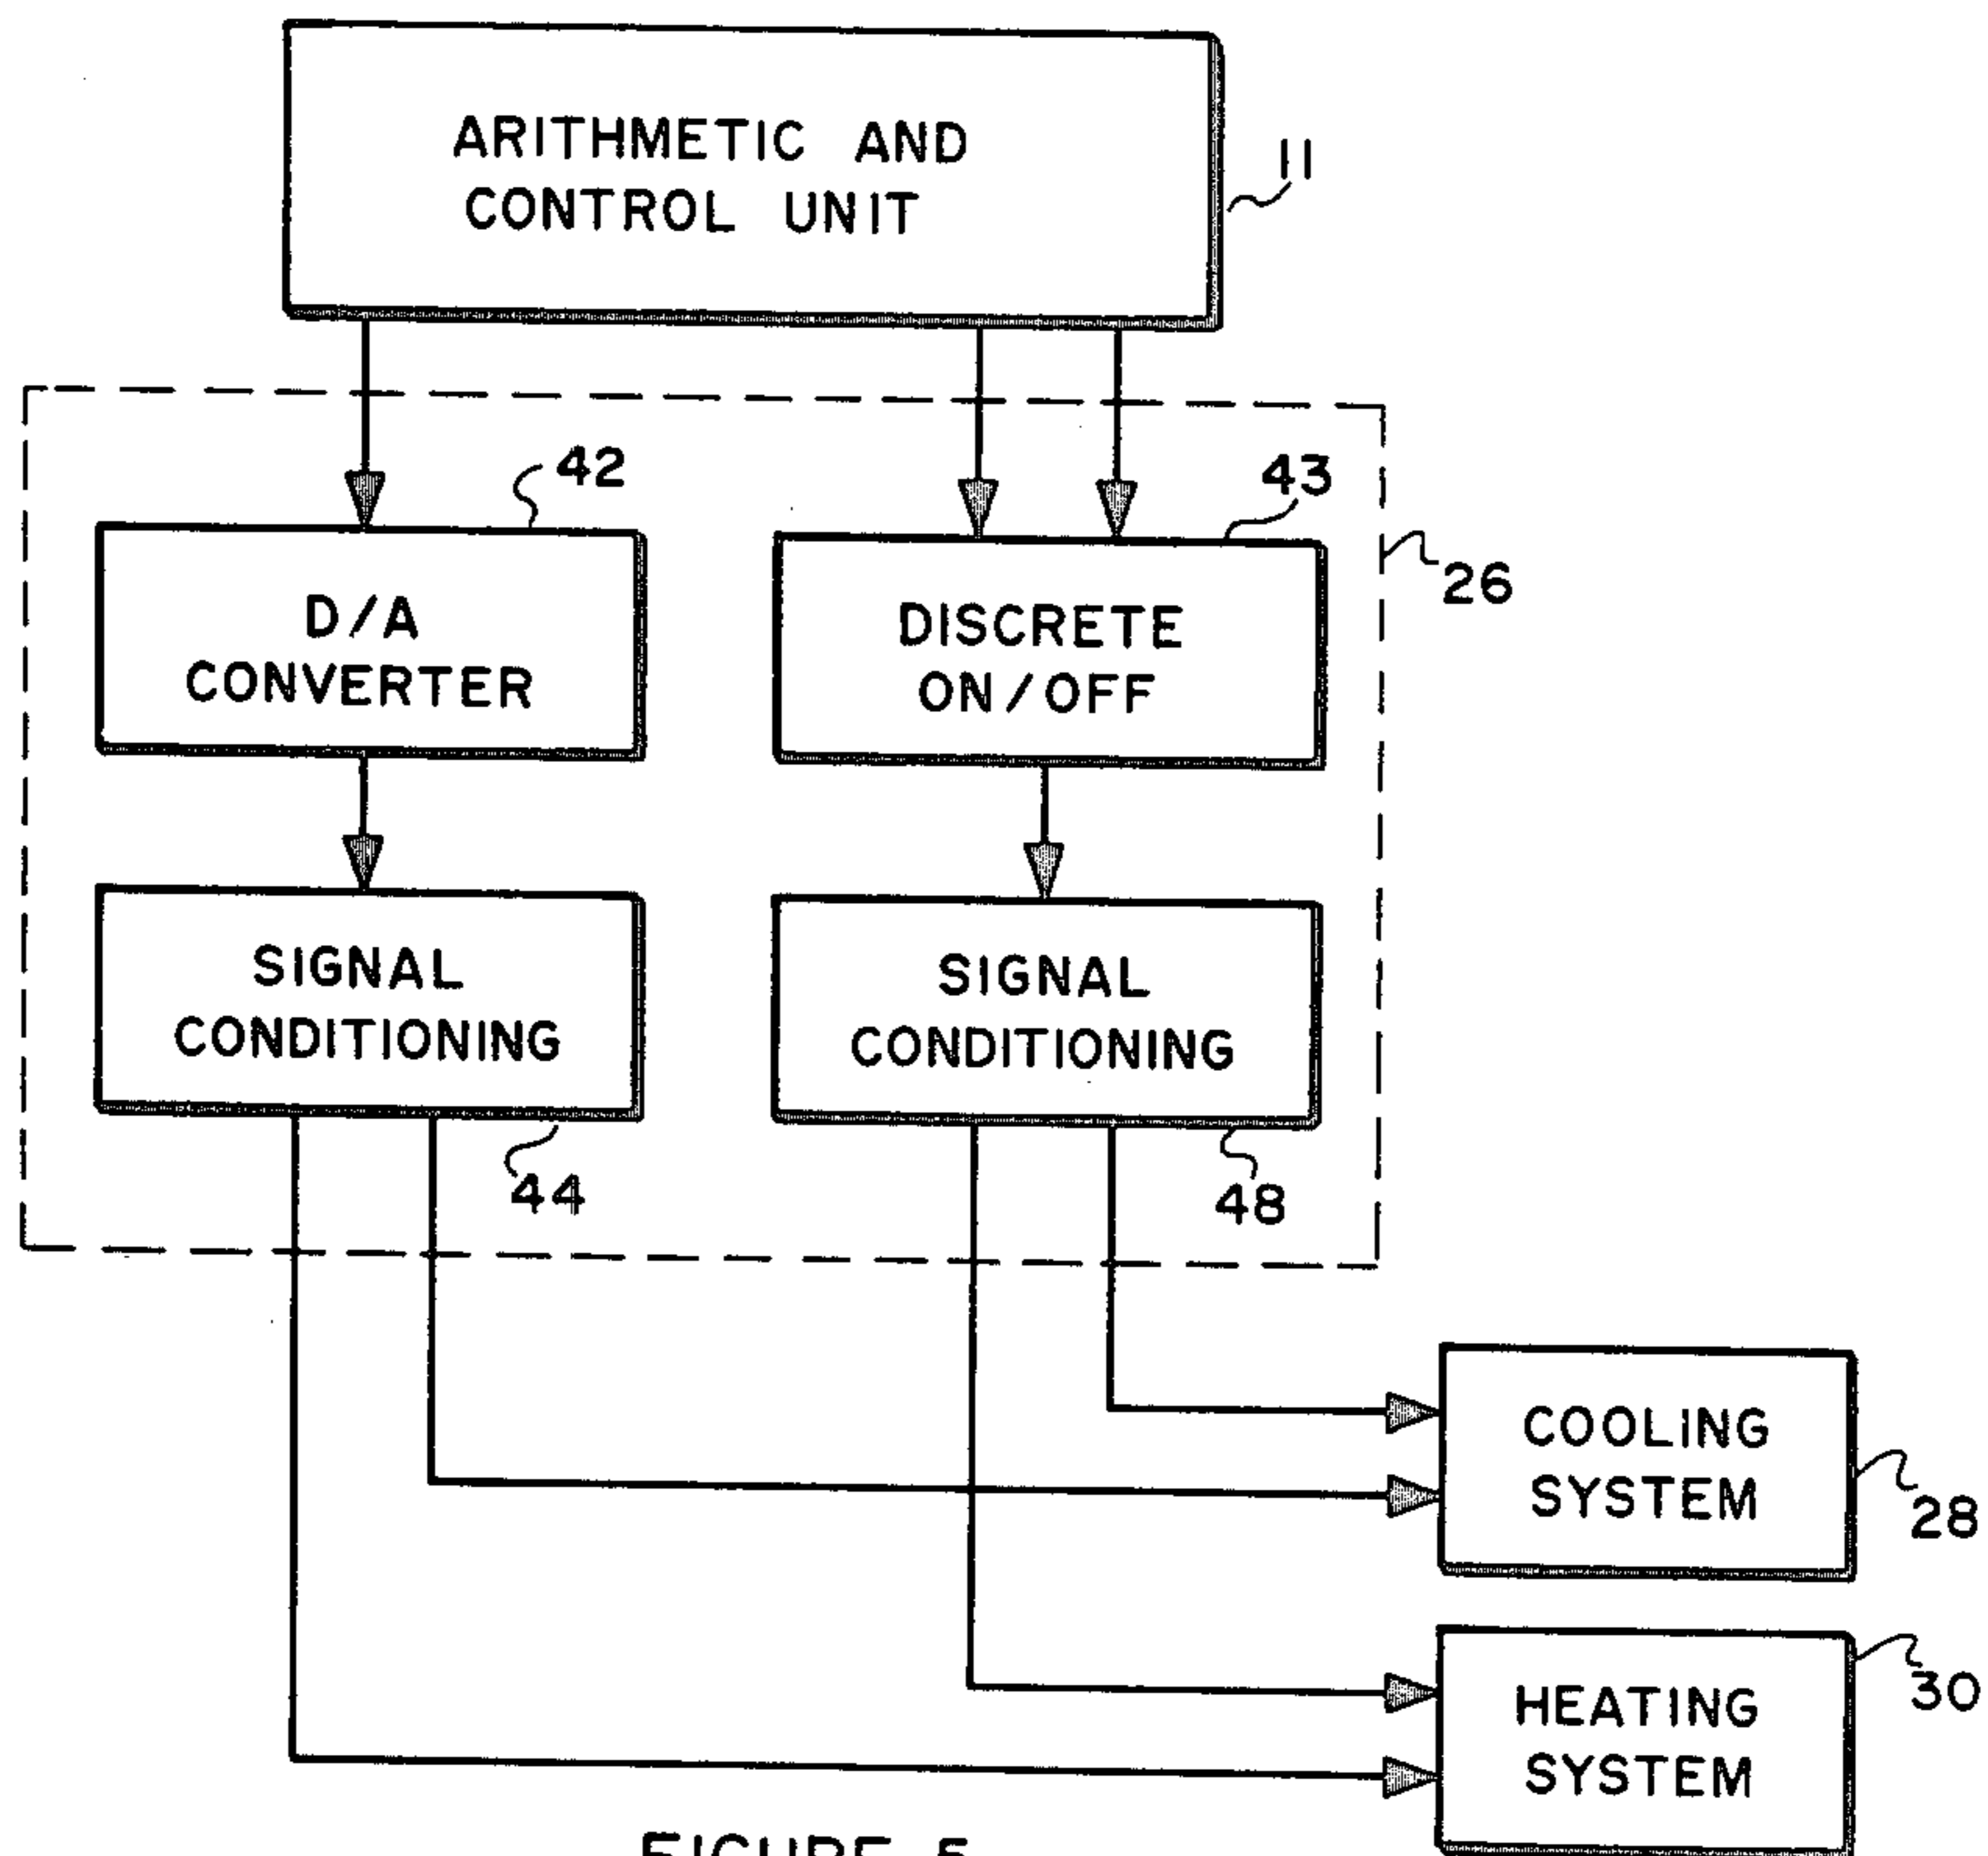 ARITHMETIC AND
CONTROL UNIT
11
42
43
D/A
CONVERTER
DISCRETE
ON/OFF
26
SIGNAL
CONDITIONING
SIGNAL
CONDITIONING
44
48
COOLING
SYSTEM
28
HEATING
SYSTEM
30
FIGURE